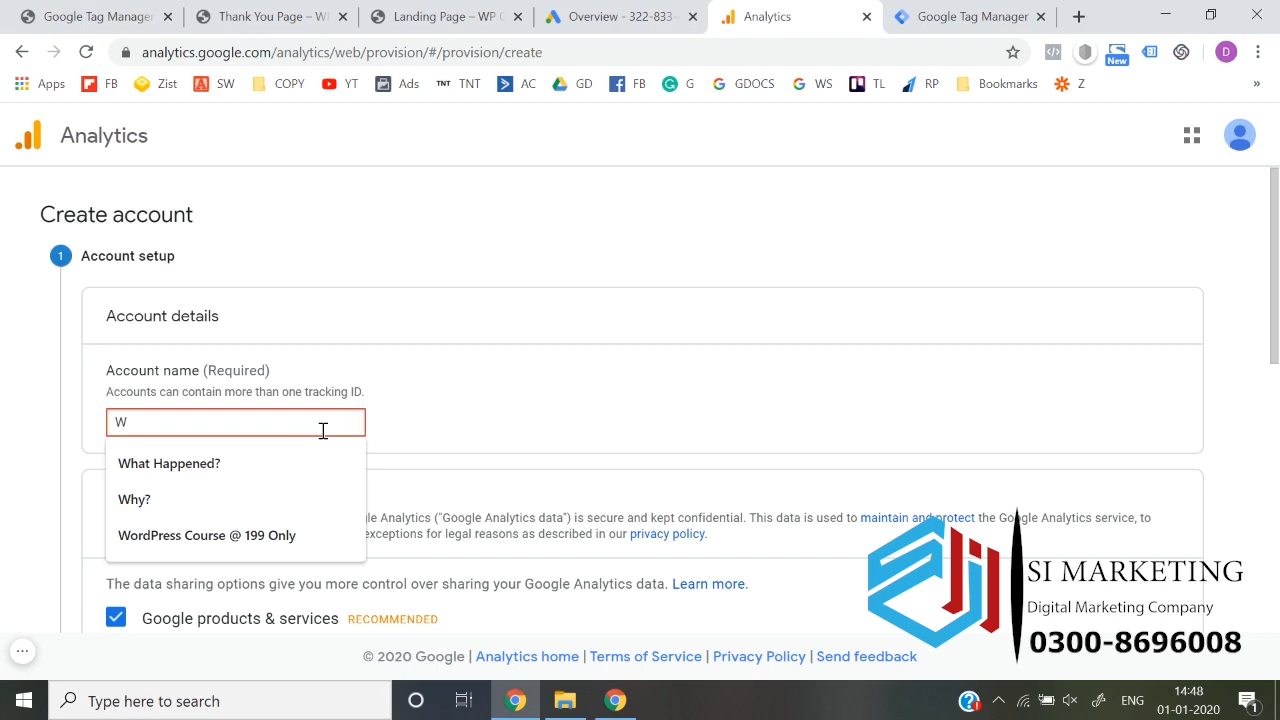 Google Tag Manager
Thank You Page – WI
Landing Page – WP C
Overview - 322-833-
Analytics
Google Tag Manager
analytics.google.com/analytics/web/provision/#/provision/create
New
D
Apps
FB
Zist
SW
COPY
YT
Ads
TNT TNT
AC
GD
FB
G
GDOCS
WS
TL
RP
Bookmarks
Z
»
Analytics
Create account
1 Account setup
Account details
Account name (Required)
Accounts can contain more than one tracking ID.
W
What Happened?
Why?
WordPress Course @ 199 Only
gle Analytics ("Google Analytics data") is secure and kept confidential. This data is used to maintain and protect the Google Analytics service, to
exceptions for legal reasons as described in our privacy policy.
The data sharing options give you more control over sharing your Google Analytics data. Learn more.
Google products & services RECOMMENDED
SI MARKETING
Digital Marketing Company
0300-8696008
© 2020 Google | Analytics home | Terms of Service | Privacy Policy | Send feedback
Type here to search
ENG
14:48
01-01-2020
1